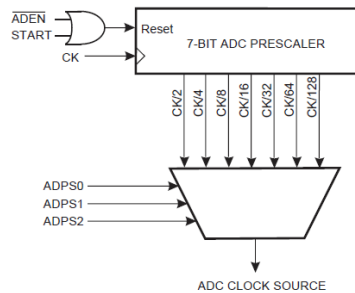 ADEN
START
Reset
7-BIT ADC PRESCALER
CK
CK/2
CK/4
CK/8
CK/16
CK/32
CK/64
CK/128
ADPS0
ADPS1
ADPS2
ADC CLOCK SOURCE